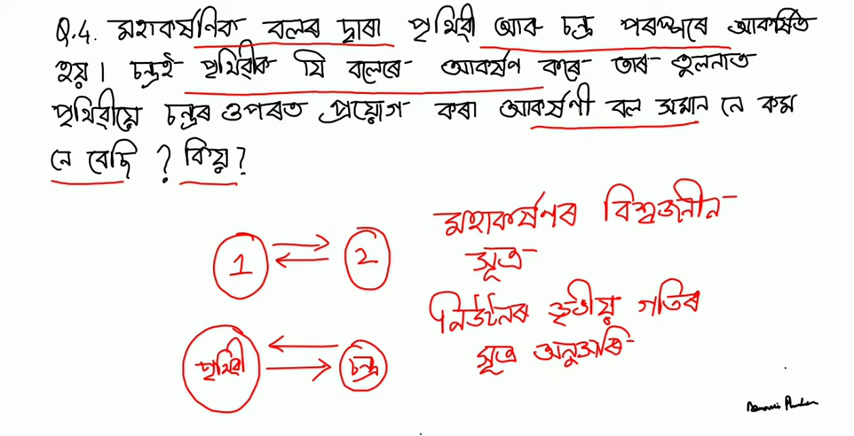 Q.4. মহাকৰ্ষণিক বলৰ দ্বাৰা পৃথিৱী আৰু চন্দ্ৰ পৰস্পৰে আকৰ্ষিত
হয়। চন্দ্ৰই পৃথিৱীক যি বলেৰে আকৰ্ষণ কৰে তাৰ তুলনাত
পৃথিৱীয়ে চন্দ্ৰৰ ওপৰত প্ৰয়োগ কৰা আকৰ্ষণী বল সমান নে কম
নে বেছি ? কিয় ?
মহাকৰ্ষণৰ বিশ্বজনীন
সূত্ৰ
1 2
নিউটনৰ তৃতীয় গতিৰ
সূত্ৰ অনুসৰি
পৃথিৱী চন্দ্ৰ